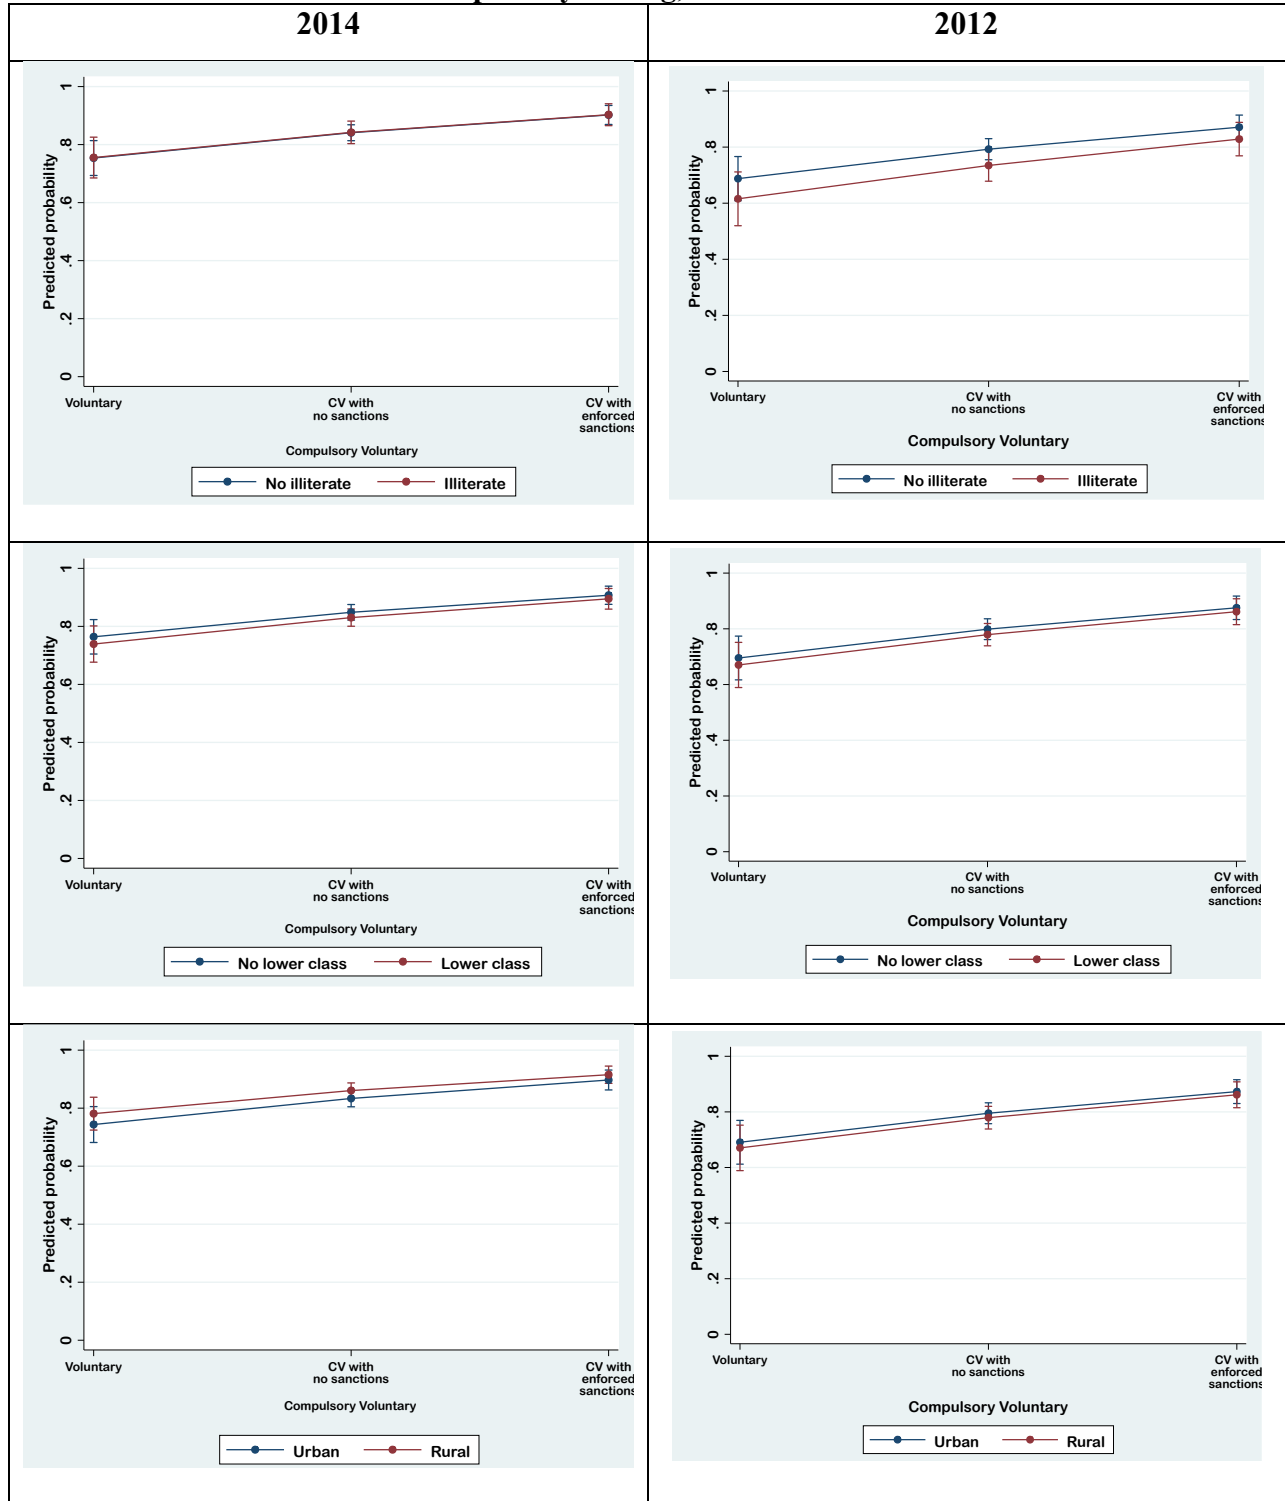 2014
2012
Predicted probability
1
.8
.6
.4
.2
0
Voluntary
CV with
no sanctions
CV with
enforced
sanctions
Compulsory Voluntary
No illiterate
Illiterate
Predicted probability
1
.8
.6
.4
.2
0
Voluntary
CV with
no sanctions
CV with
enforced
sanctions
Compulsory Voluntary
No illiterate
Illiterate
Predicted probability
1
.8
.6
.4
.2
0
Voluntary
CV with
no sanctions
CV with
enforced
sanctions
Compulsory Voluntary
No lower class
Lower class
Predicted probability
1
.8
.6
.4
.2
0
Voluntary
CV with
no sanctions
CV with
enforced
sanctions
Compulsory Voluntary
No lower class
Lower class
Predicted probability
1
.8
.6
.4
.2
0
Voluntary
CV with
no sanctions
CV with
enforced
sanctions
Compulsory Voluntary
Urban
Rural
Predicted probability
1
.8
.6
.4
.2
0
Voluntary
CV with
no sanctions
CV with
enforced
sanctions
Compulsory Voluntary
Urban
Rural